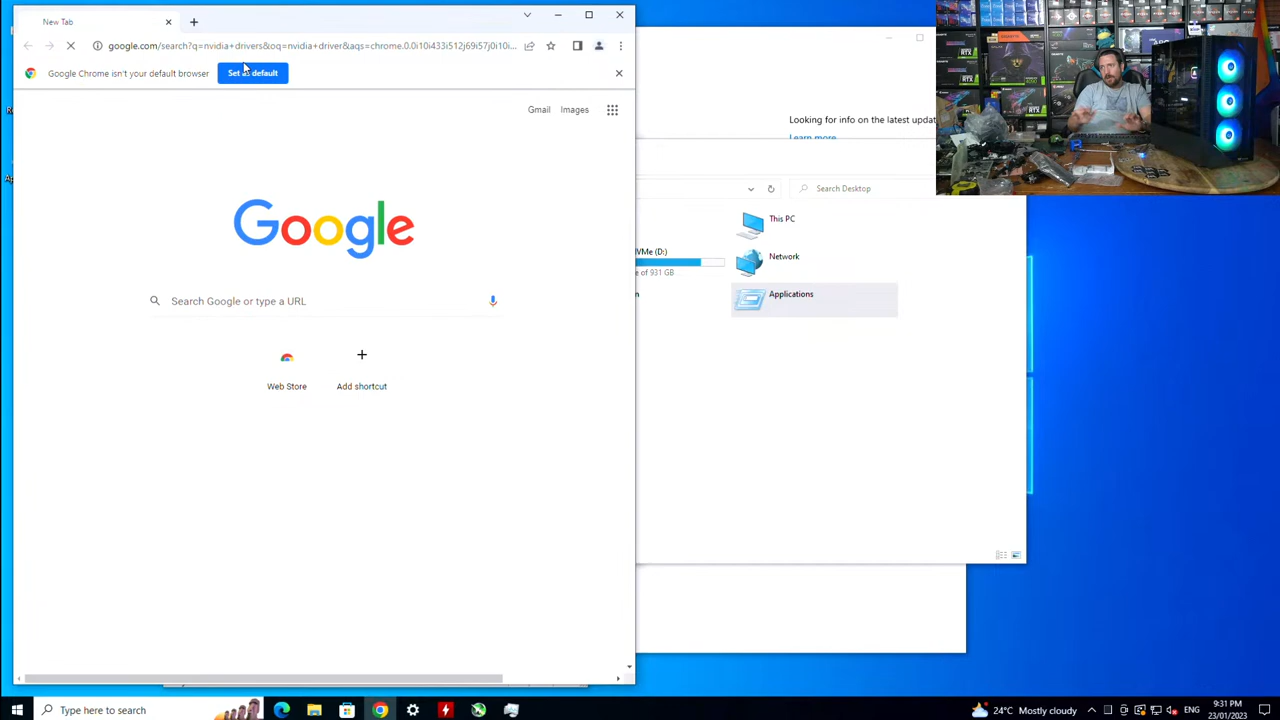 New Tab
google.com/search?q=nvidia+drivers&oq=nvidia+driver&aqs=chrome.0.0i10i433i512j69i57j0i10i...
Google Chrome isn't your default browser
Set as default
Gmail
Images
Google
Search Google or type a URL
Web Store
Add shortcut
Looking for info on the latest updat
Learn more
Search Desktop
This PC
VMe (D:)
e of 931 GB
Network
Applications
Type here to search
24°C Mostly cloudy
ENG
9:31 PM
23/01/2023